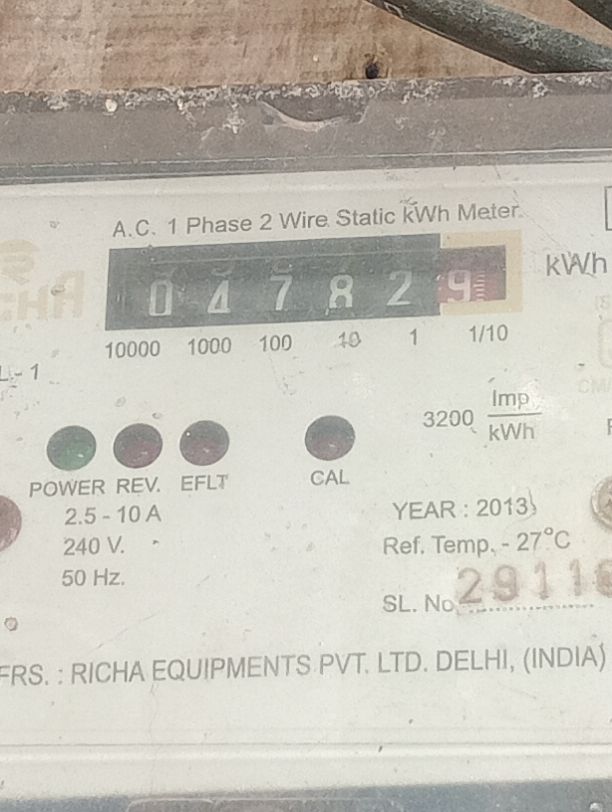 A.C. 1 Phase 2 Wire Static kWh Meter
0 4 7 8 2 9 kWh
10000 1000 100 10 1 1/10
L - 1
3200 Imp/kWh
POWER REV. EFLT CAL
2.5 - 10 A
240 V.
50 Hz.
YEAR : 2013
Ref. Temp. - 27°C
SL. No. 29116
FRS. : RICHA EQUIPMENTS PVT. LTD. DELHI, (INDIA)